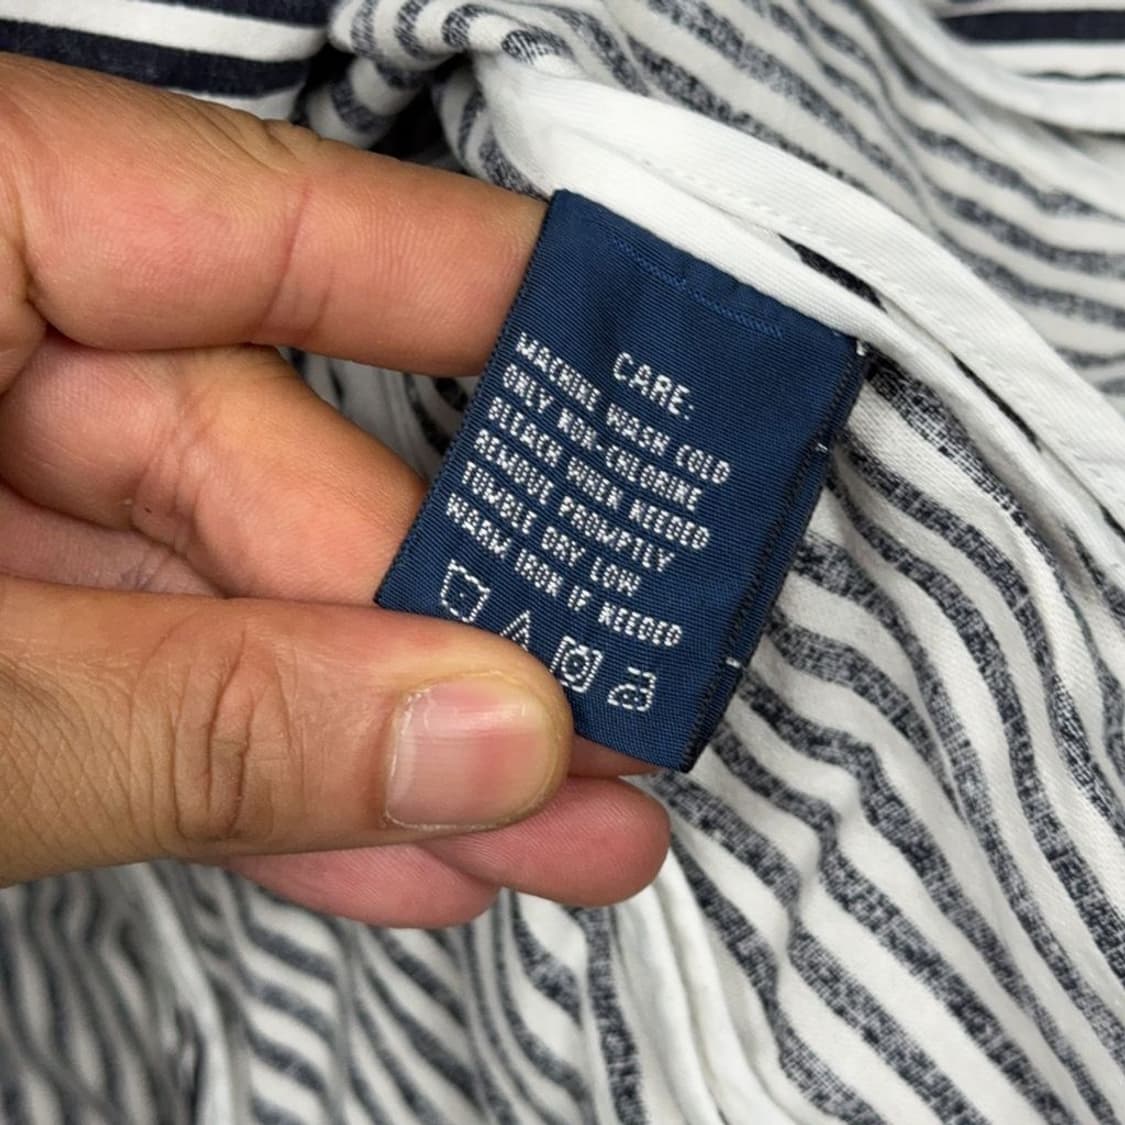 CARE:
MACHINE WASH COLD
ONLY NON-CHLORINE
BLEACH WHEN NEEDED
REMOVE PROMPTLY
TUMBLE DRY LOW
WARM IRON IF NEEDED